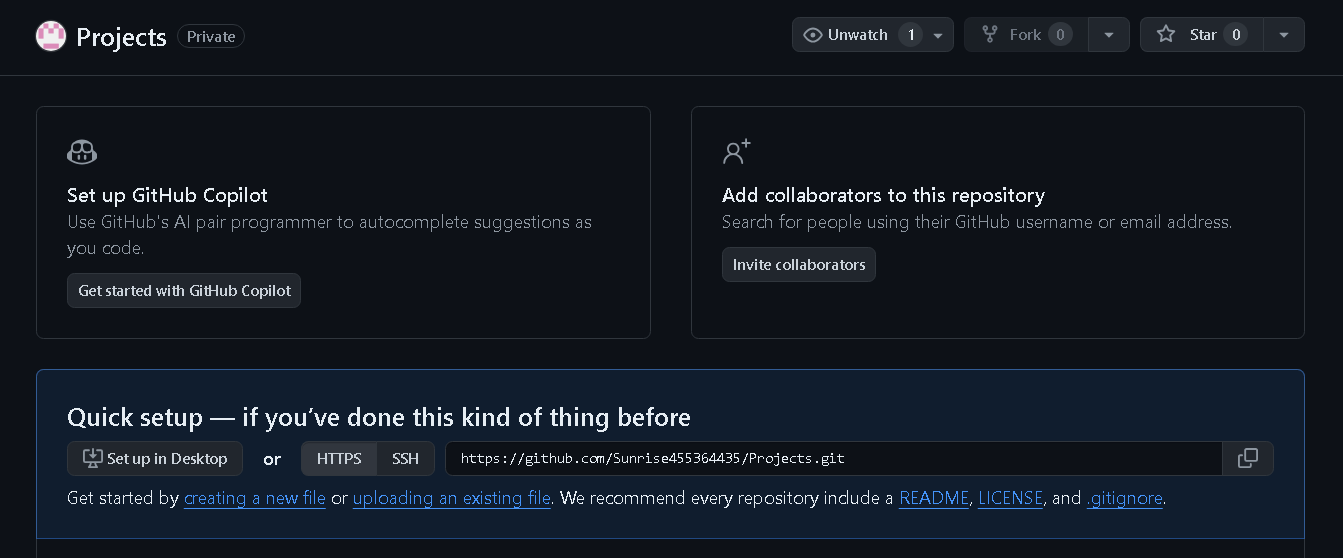 Projects Private
Unwatch 1
Fork 0
Star 0
Set up GitHub Copilot
Use GitHub's AI pair programmer to autocomplete suggestions as
you code.
Get started with GitHub Copilot
Add collaborators to this repository
Search for people using their GitHub username or email address.
Invite collaborators
Quick setup — if you’ve done this kind of thing before
Set up in Desktop or HTTPS SSH https://github.com/Sunrise455364435/Projects.git
Get started by creating a new file or uploading an existing file. We recommend every repository include a README, LICENSE, and .gitignore.